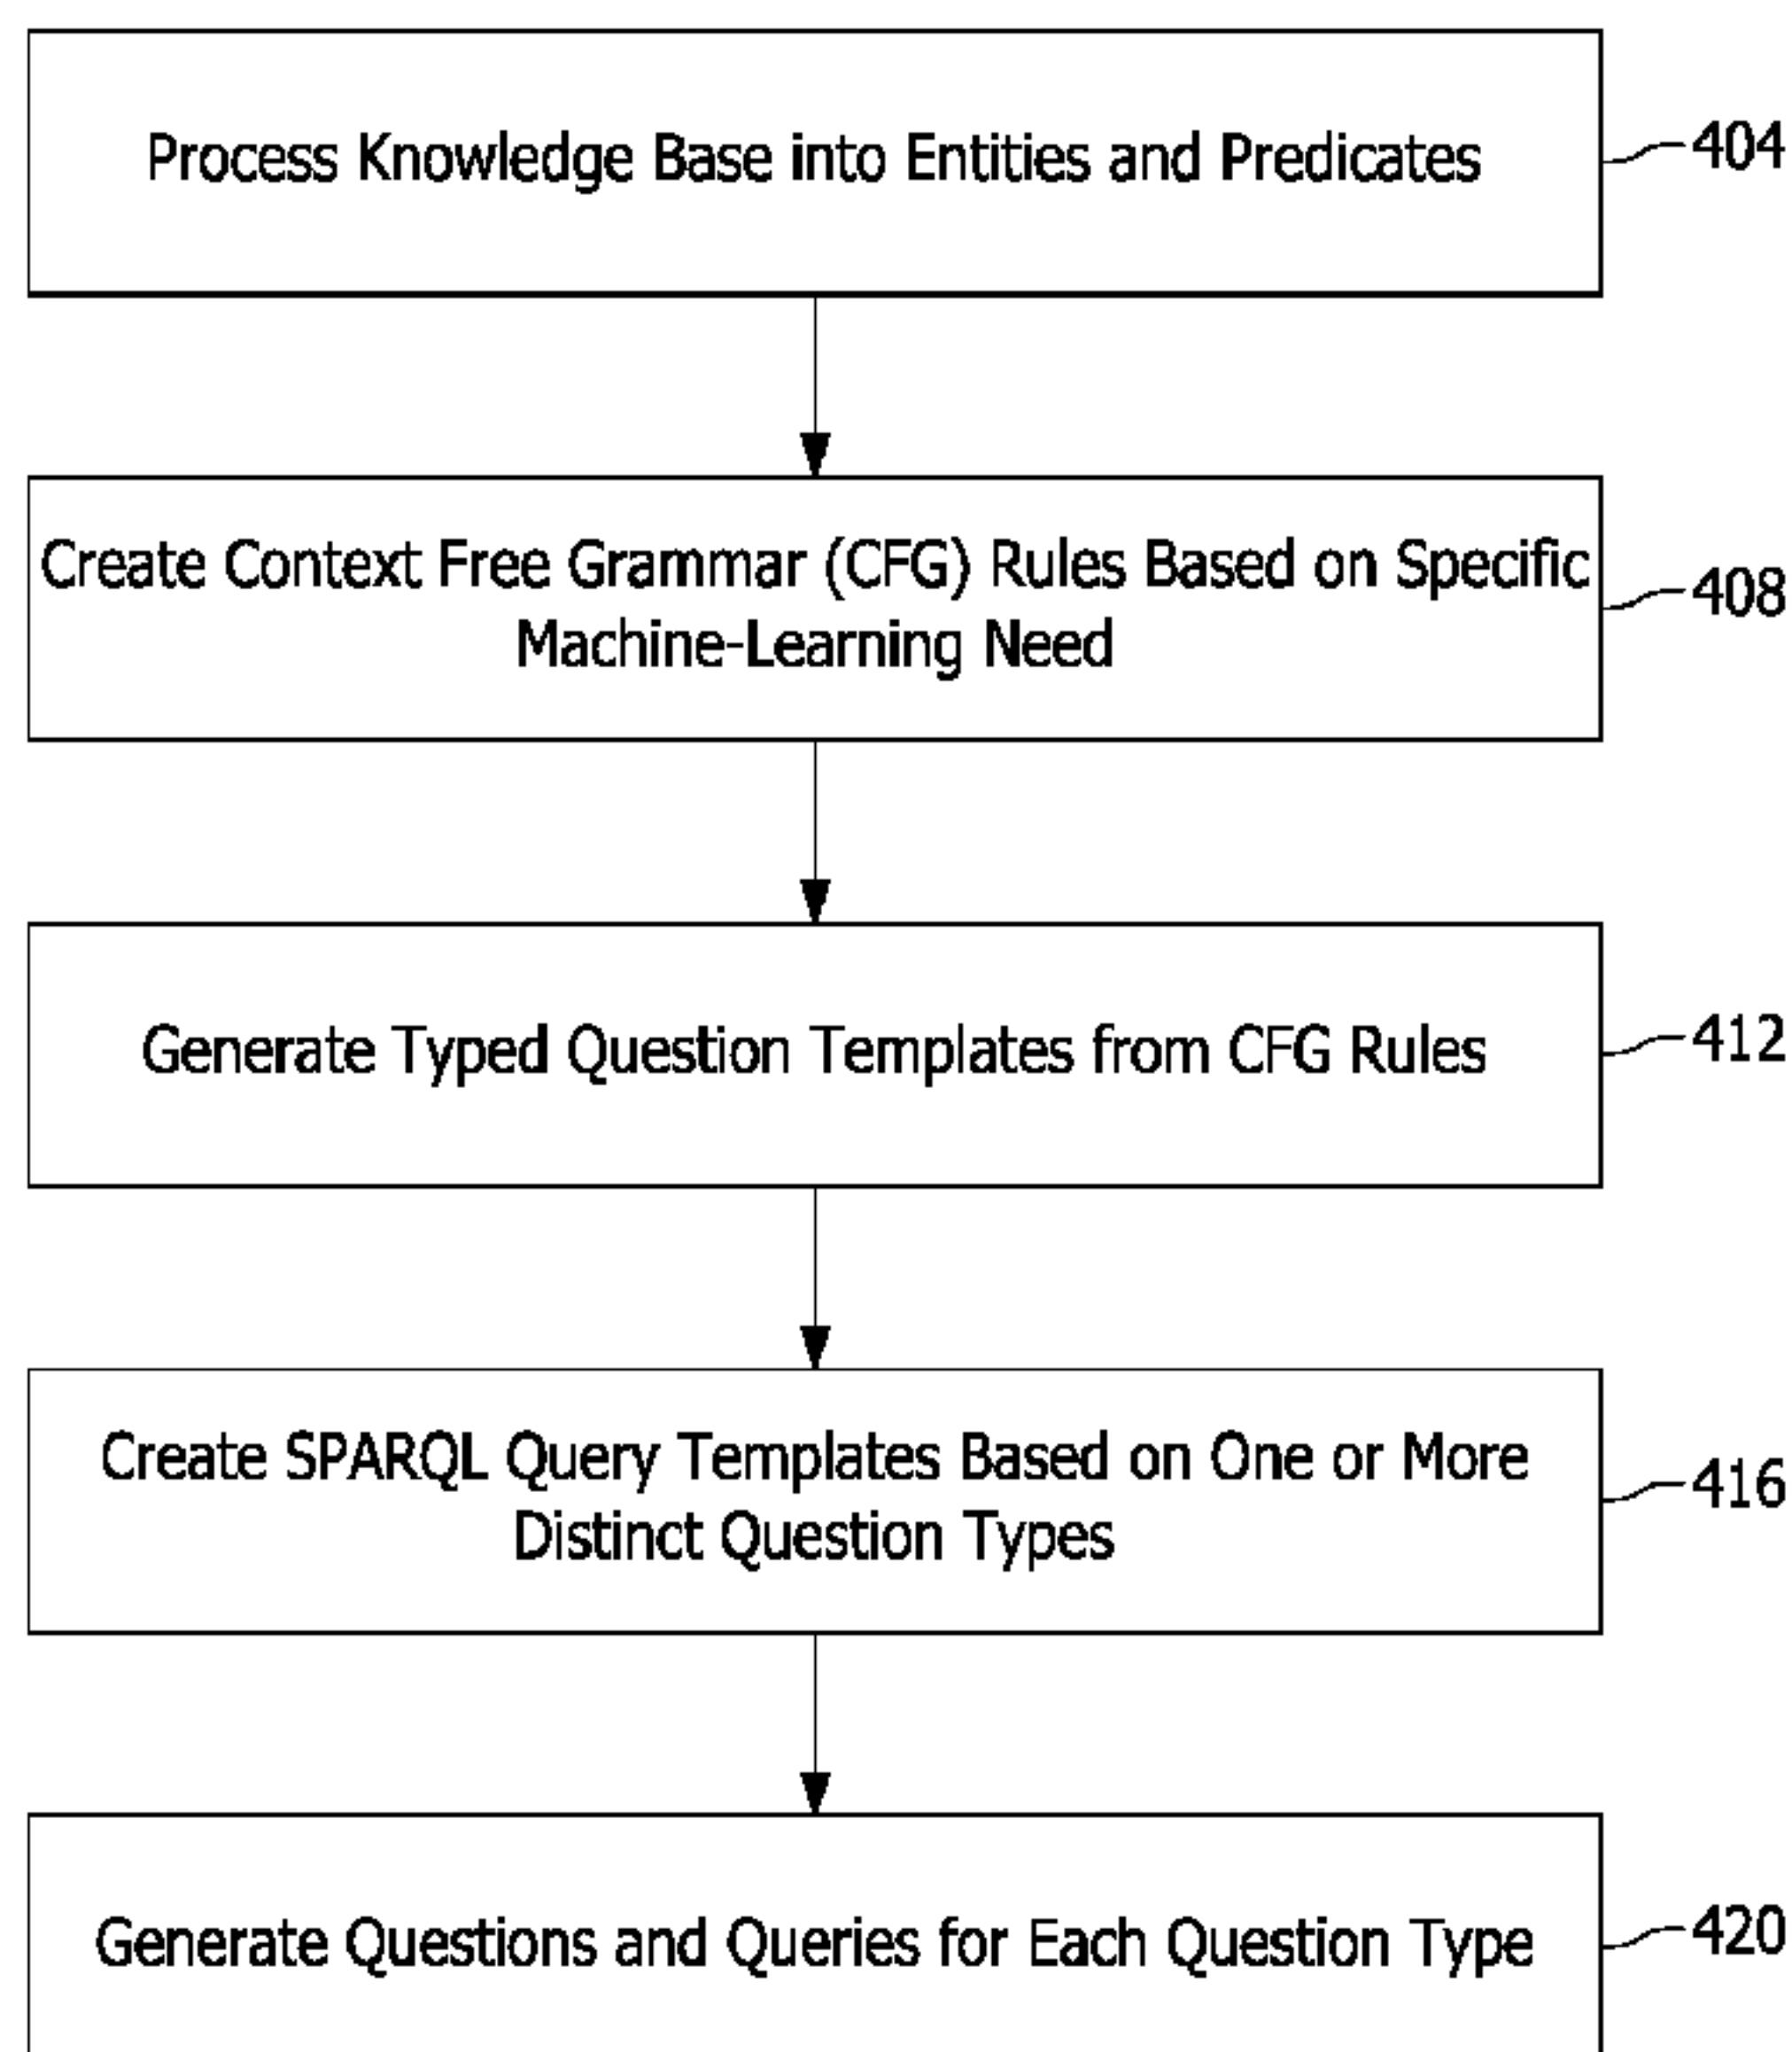 Process Knowledge Base into Entities and Predicates
404
Create Context Free Grammar (CFG) Rules Based on Specific
Machine-Learning Need
408
Generate Typed Question Templates from CFG Rules
412
Create SPARQL Query Templates Based on One or More
Distinct Question Types
416
Generate Questions and Queries for Each Question Type
420